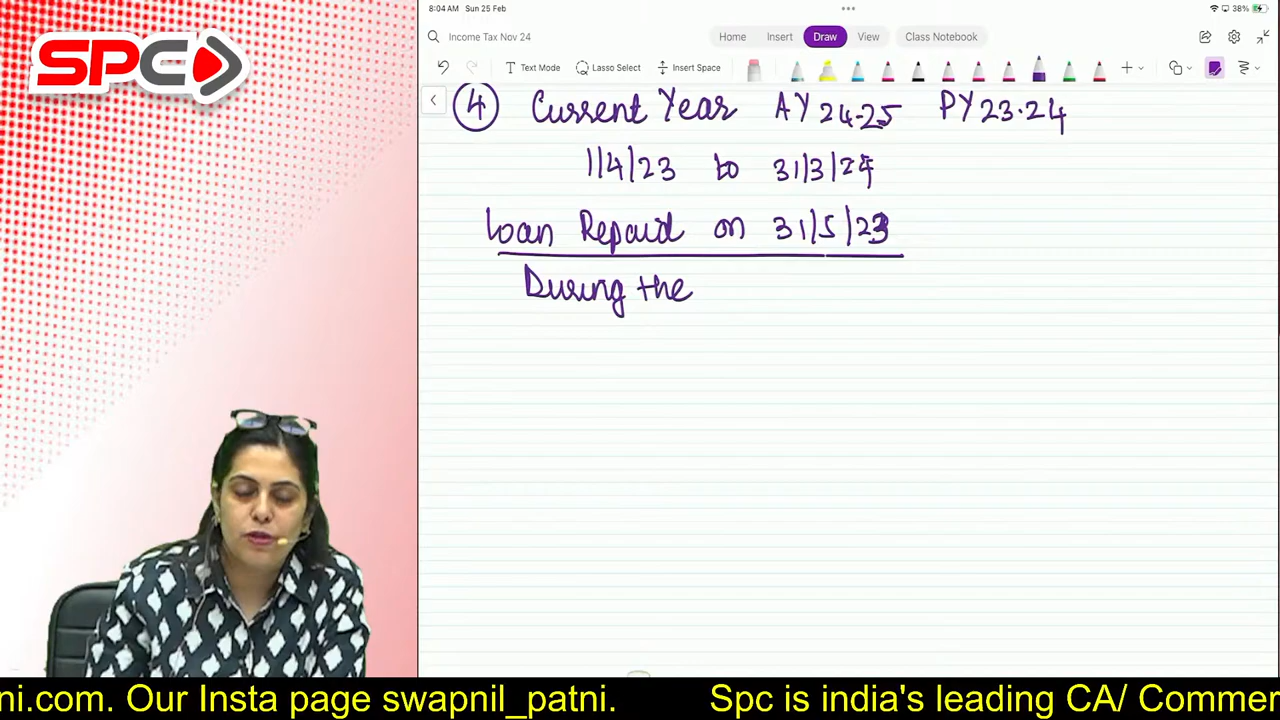 SPC
8:04 AM Sun 25 Feb
38%
Income Tax Nov 24
Home Insert Draw View Class Notebook
Text Mode Lasso Select Insert Space
4 Current Year AY 24-25 PY 23-24
1/4/23 to 31/3/24
Loan Repaid on 31/5/23
During the
ni.com. Our Insta page swapnil_patni. Spc is india's leading CA/ Commer